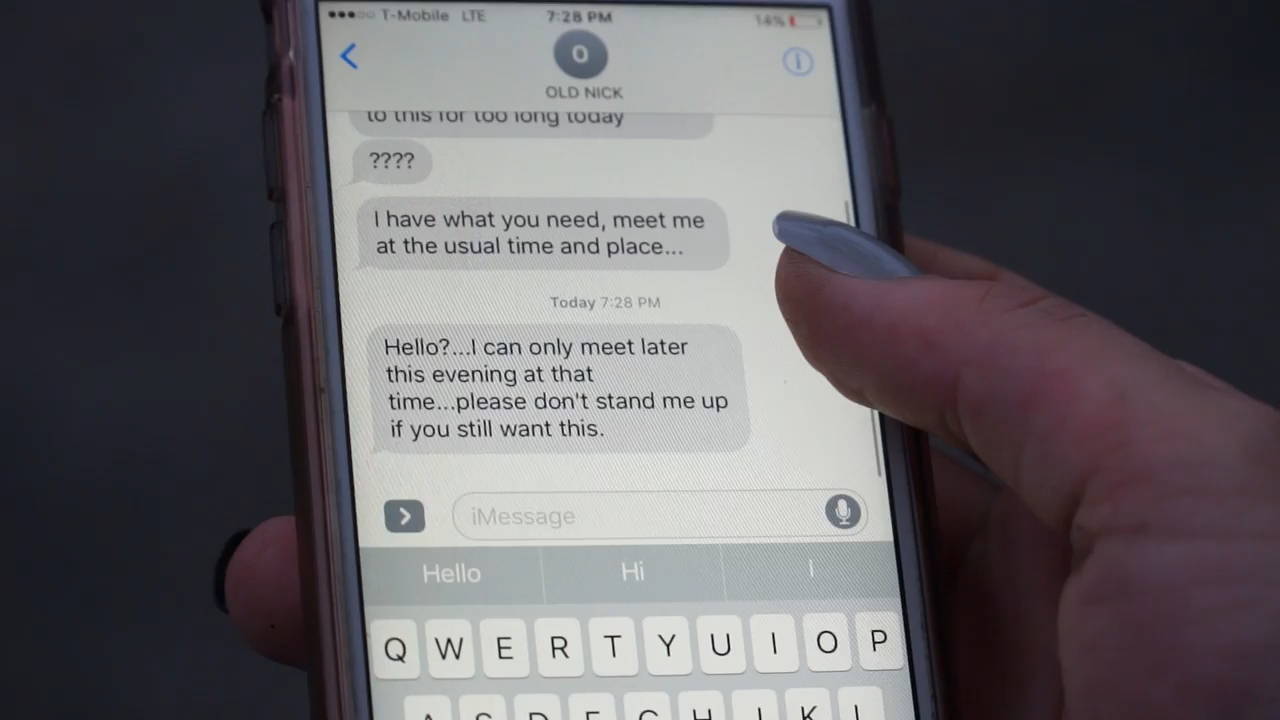 T-Mobile LTE 7:28 PM 14%
O
OLD NICK
to this for too long today
????
I have what you need, meet me
at the usual time and place...
Today 7:28 PM
Hello?...I can only meet later
this evening at that
time...please don't stand me up
if you still want this.
iMessage
Hello Hi I
Q W E R T Y U I O P
A S D F G H J K L